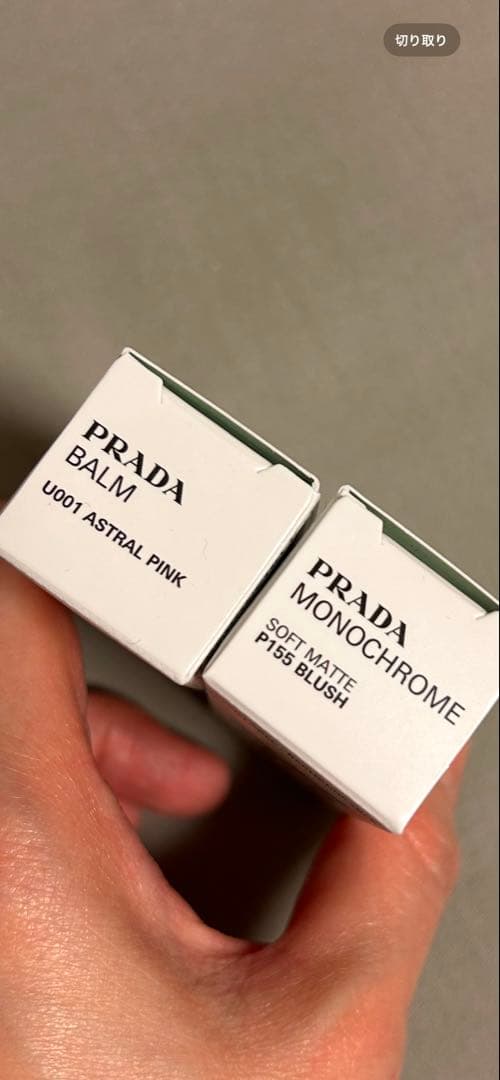 切り取り
PRADA
BALM
U001 ASTRAL PINK
PRADA
MONOCHROME
SOFT MATTE
P155 BLUSH